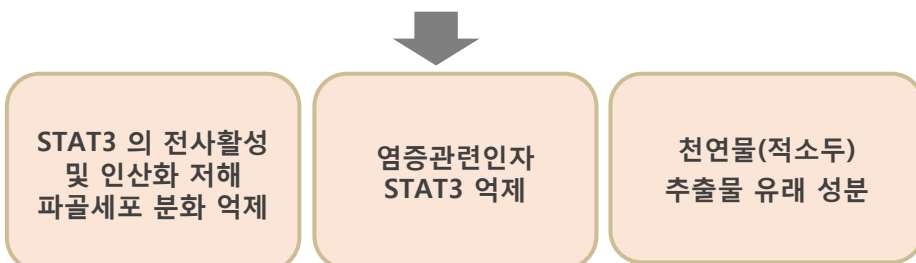 STAT3 의 전사활성
및 인산화 저해
파골세포 분화 억제
염증관련인자
STAT3 억제
천연물(적소두)
추출물 유래 성분